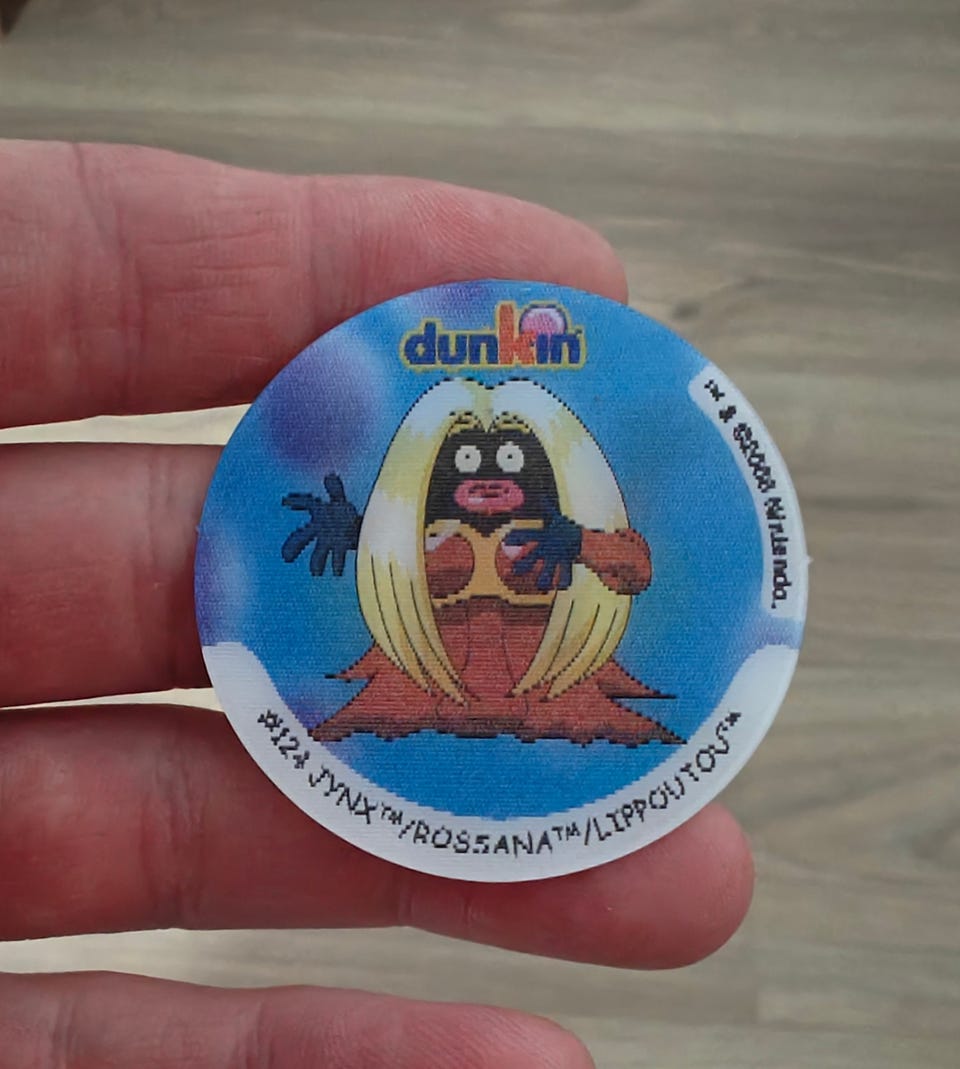 dunkin'
™ & ©2000 Nintendo.
#124 JYNX™/ROSSANA™/LIPPOUTOU™